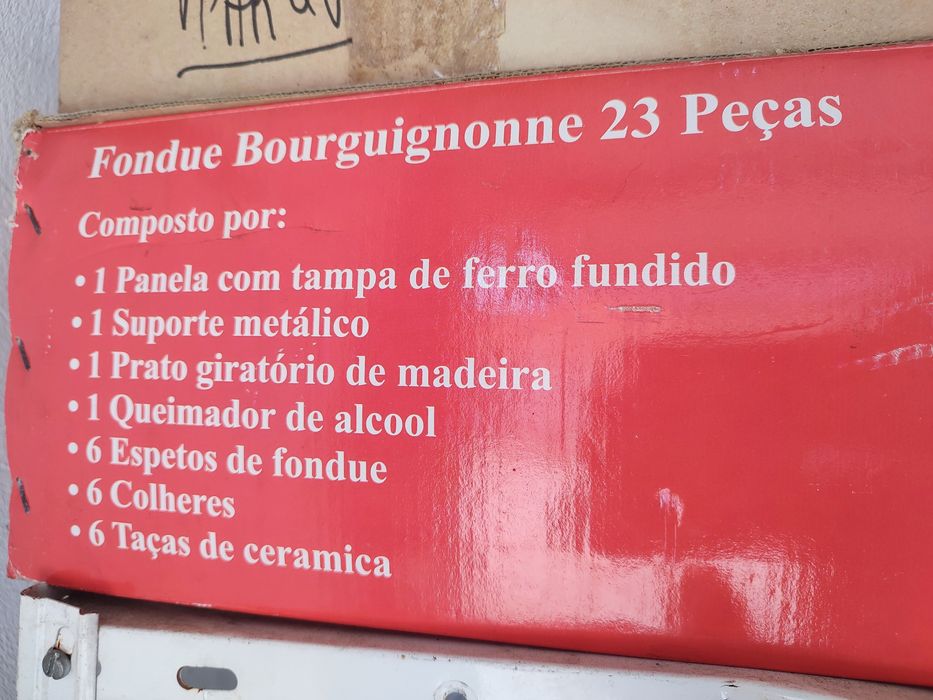 Fondue Bourguignonne 23 Peças
Composto por:
• 1 Panela com tampa de ferro fundido
• 1 Suporte metálico
• 1 Prato giratório de madeira
• 1 Queimador de alcool
• 6 Espetos de fondue
• 6 Colheres
• 6 Taças de ceramica